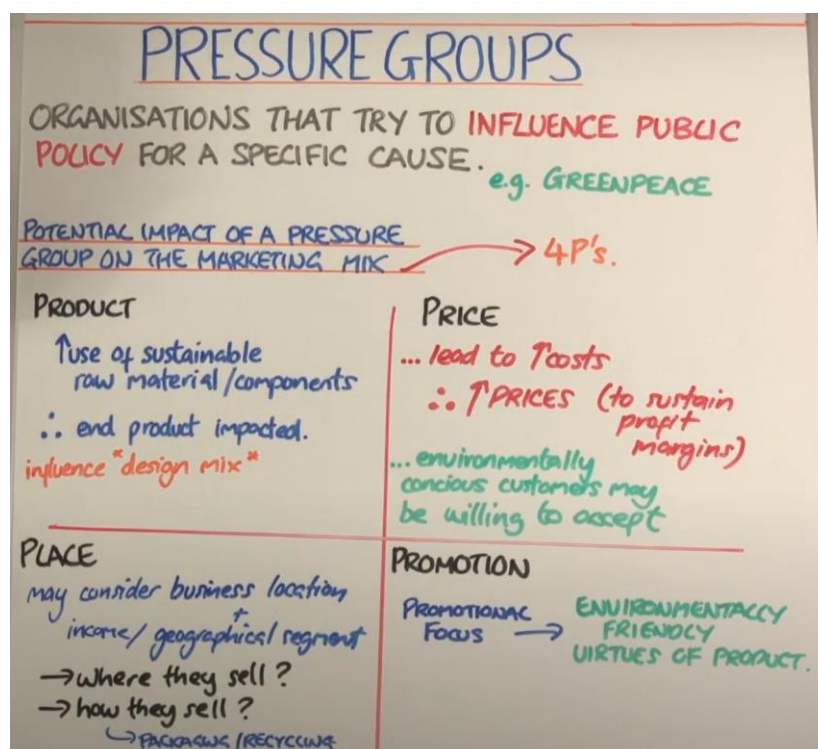 PRESSURE GROUPS
ORGANISATIONS THAT TRY TO INFLUENCE PUBLIC
POLICY FOR A SPECIFIC CAUSE.
e.g. GREENPEACE
POTENTIAL IMPACT OF A PRESSURE
GROUP ON THE MARKETING MIX → 4P's.
PRODUCT
↑use of sustainable
raw material/components
∴ end product impacted.
influence "design mix"
PRICE
... lead to ↑costs
∴ ↑PRICES (to sustain
profit
margins)
... environmentally
concious customers may
be willing to accept
PLACE
may consider business location
+
income/geographical segment
→ where they sell?
→ how they sell?
↳ PACKAGING/RECYCLING
PROMOTION
PROMOTIONAL
FOCUS →
ENVIRONMENTALLY
FRIENDLY
VIRTUES OF PRODUCT.